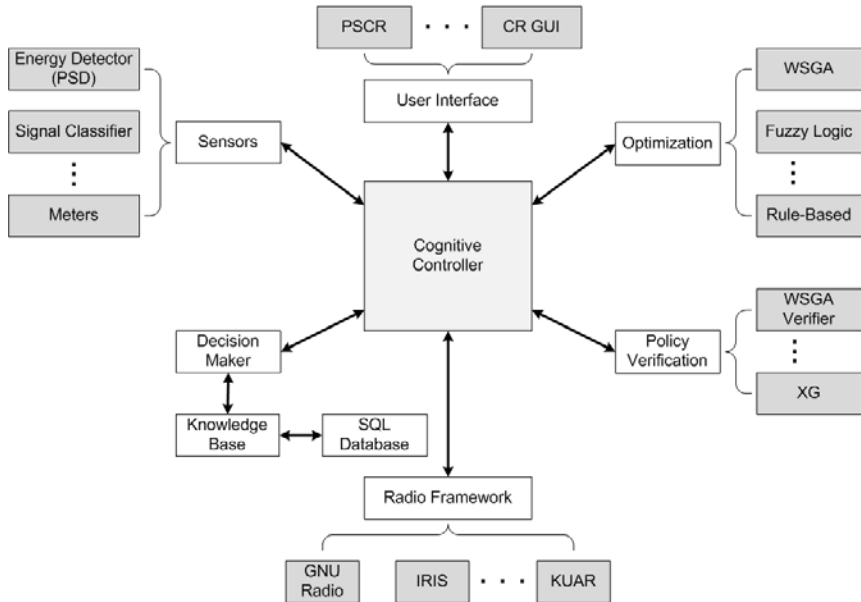 PSCR
CR GUI
User Interface
Energy Detector
(PSD)
Signal Classifier
Meters
Sensors
Optimization
WSGA
Fuzzy Logic
Rule-Based
Cognitive
Controller
Decision
Maker
Knowledge
Base
SQL
Database
Policy
Verification
WSGA
Verifier
XG
Radio Framework
GNU
Radio
IRIS
KUAR